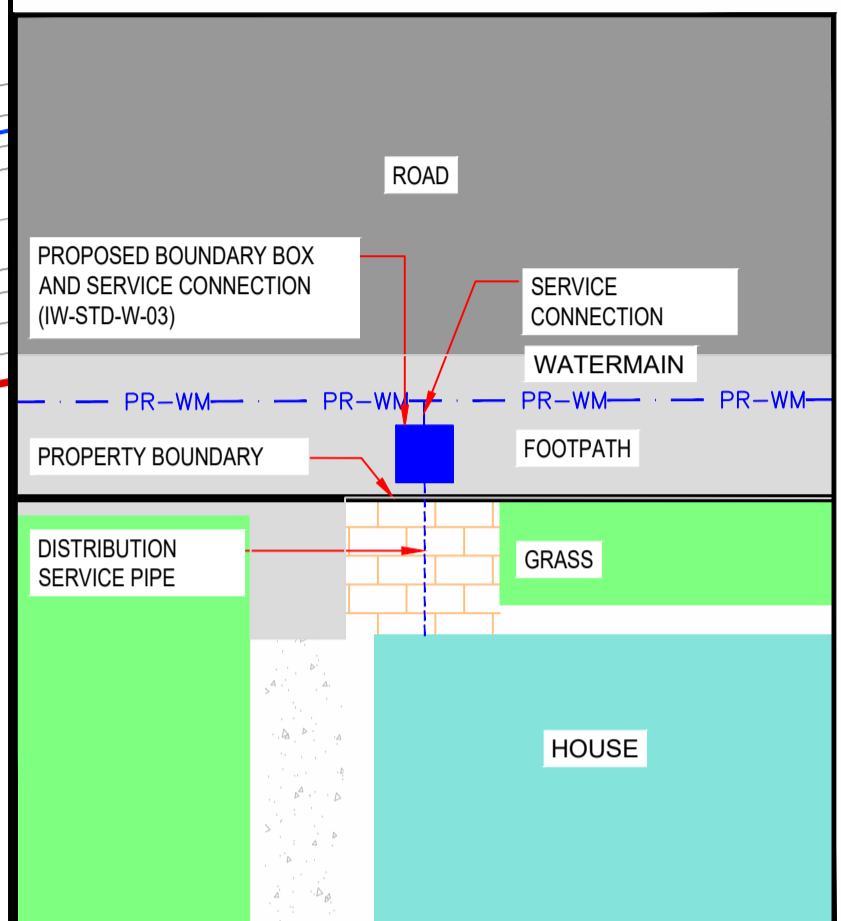 ROAD
PROPOSED BOUNDARY BOX
AND SERVICE CONNECTION
(IW-STD-W-03)
SERVICE
CONNECTION
WATERMAIN
PR-WM PR-WM PR-WM PR-WM
PROPERTY BOUNDARY
FOOTPATH
DISTRIBUTION
SERVICE PIPE
GRASS
HOUSE